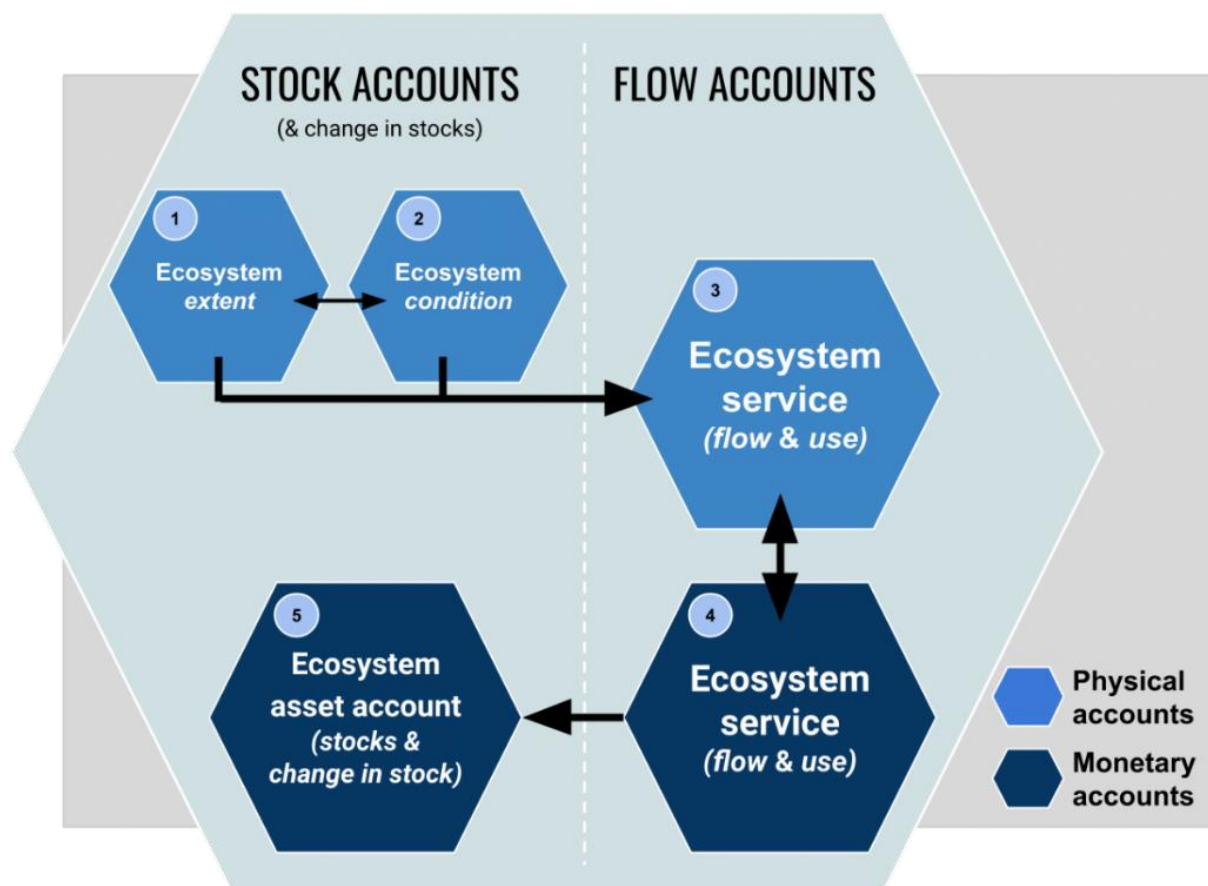 STOCK ACCOUNTS
(& change in stocks)
FLOW ACCOUNTS
1
Ecosystem
extent
2
Ecosystem
condition
3
Ecosystem
service
(flow & use)
5
Ecosystem
asset account
(stocks &
change in stock)
4
Ecosystem
service
(flow & use)
Physical
accounts
Monetary
accounts